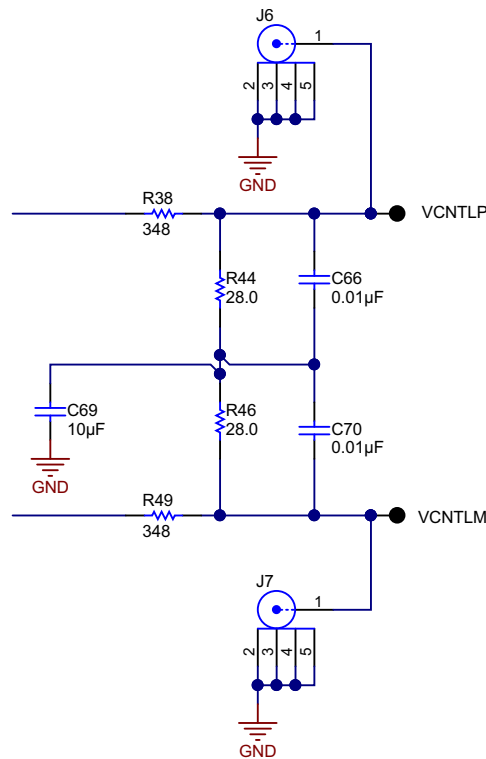 J6
1
2
3
4
5
GND
R38
348
VCNTLP
R44
28.0
C66
0.01µF
C69
10µF
GND
R46
28.0
C70
0.01µF
R49
348
VCNTLM
J7
1
2
3
4
5
GND